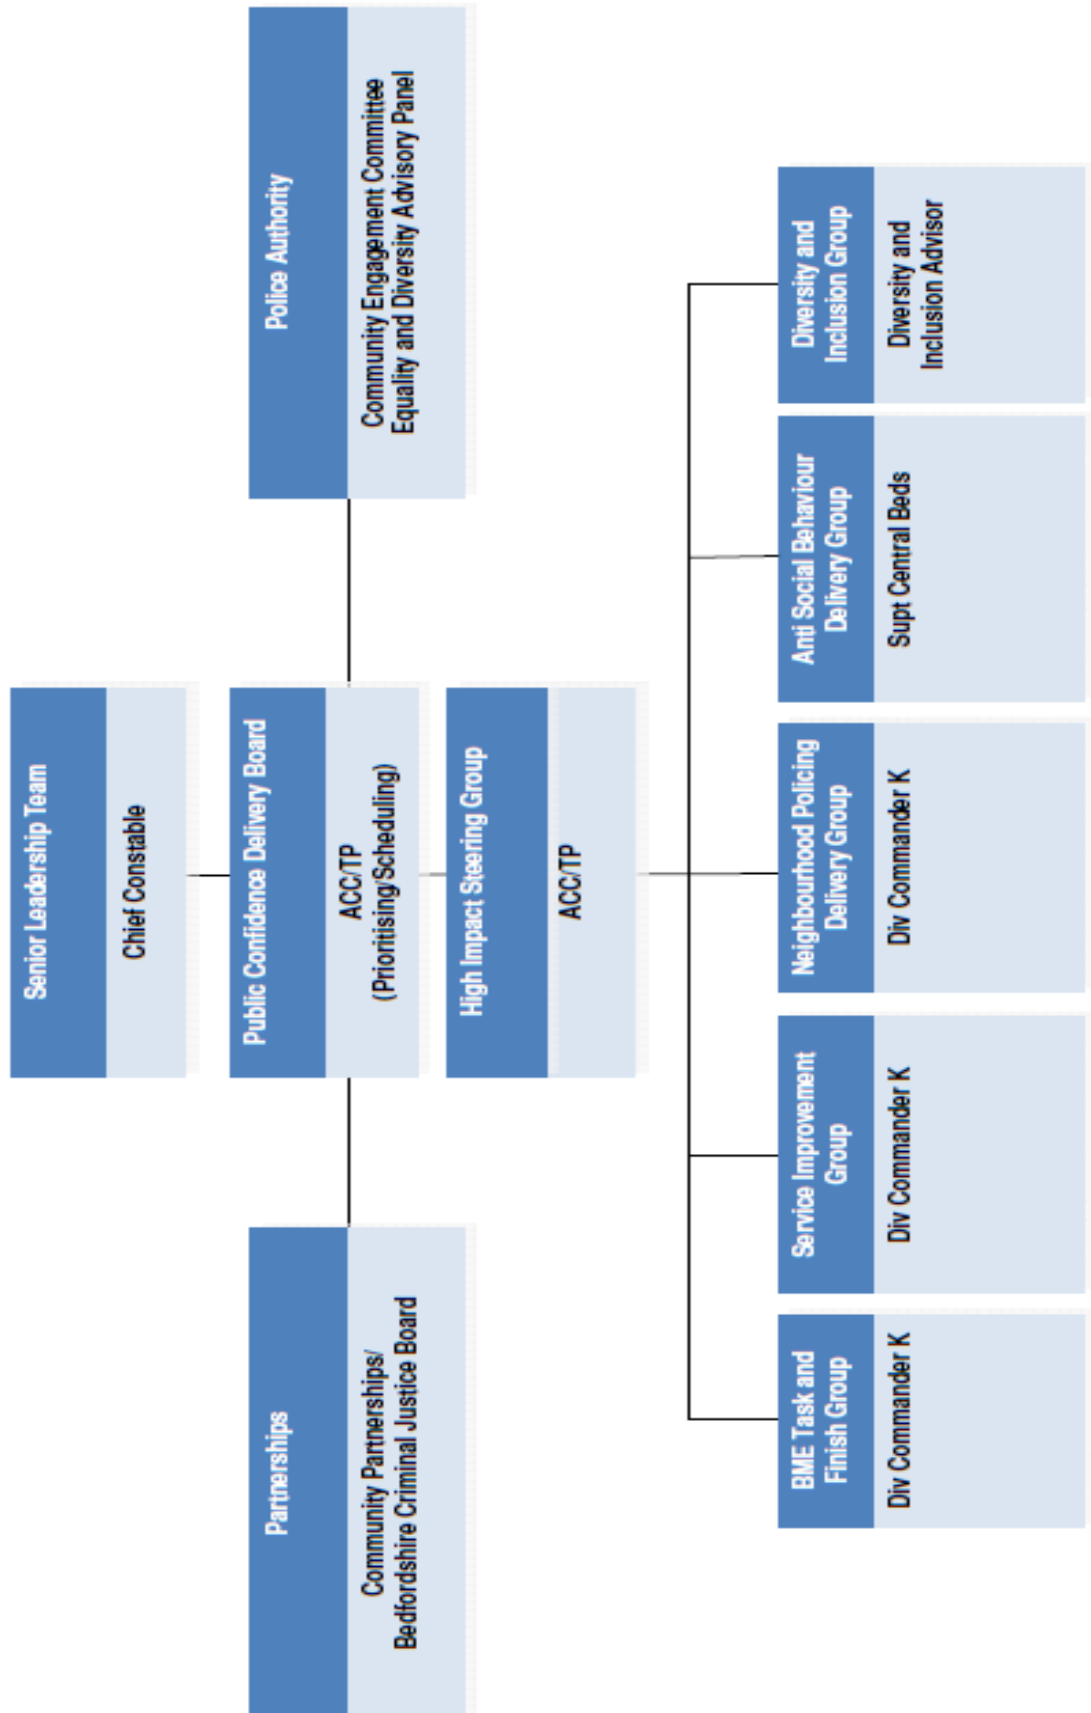 Senior Leadership Team
Chief Constable
Partnerships
Community Partnerships/
Bedfordshire Criminal Justice Board
Public Confidence Delivery Board
ACC/TP
(Prioritising/Scheduling)
Police Authority
Community Engagement Committee
Equality and Diversity Advisory Panel
High Impact Steering Group
ACC/TP
BME Task and
Finish Group
Div Commander K
Service Improvement
Group
Div Commander K
Neighbourhood Policing
Delivery Group
Div Commander K
Anti Social Behaviour
Delivery Group
Supt Central Beds
Diversity and
Inclusion Group
Diversity and
Inclusion Advisor